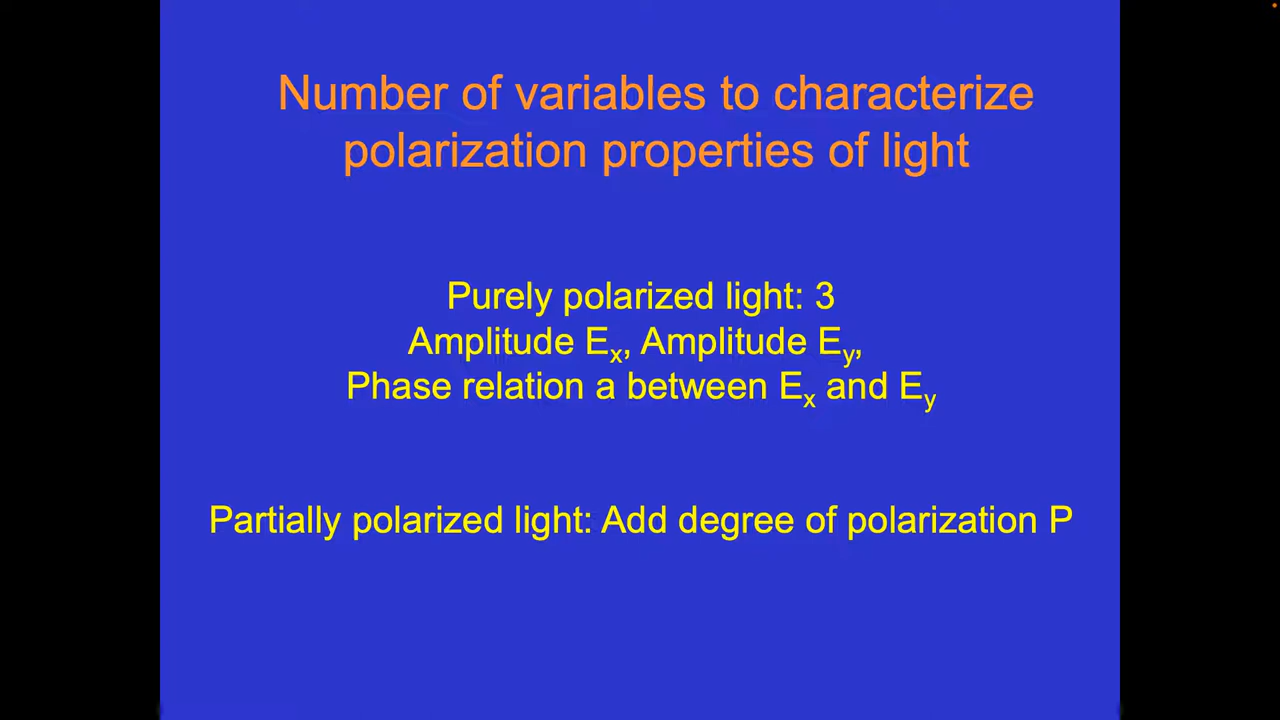 Number of variables to characterize
polarization properties of light
Purely polarized light: 3
Amplitude Ex, Amplitude Ey,
Phase relation a between Ex and Ey
Partially polarized light: Add degree of polarization P